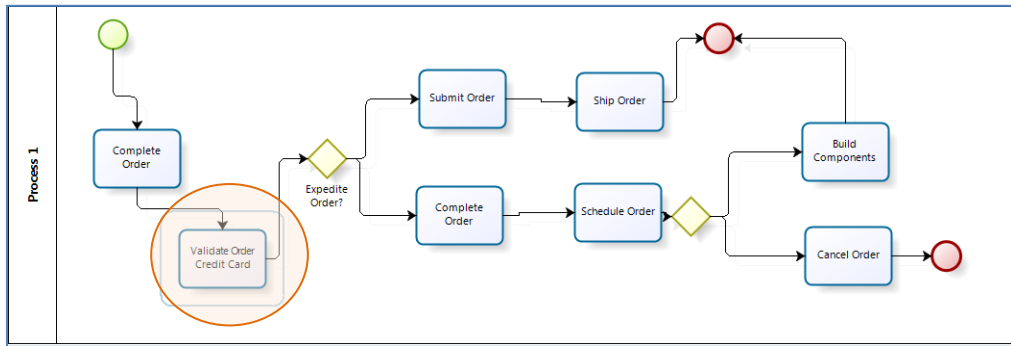 Process 1
Complete
Order
Validate Order
Credit Card
Expedite
Order?
Submit Order
Ship Order
Complete
Order
Schedule Order
Build
Components
Cancel Order